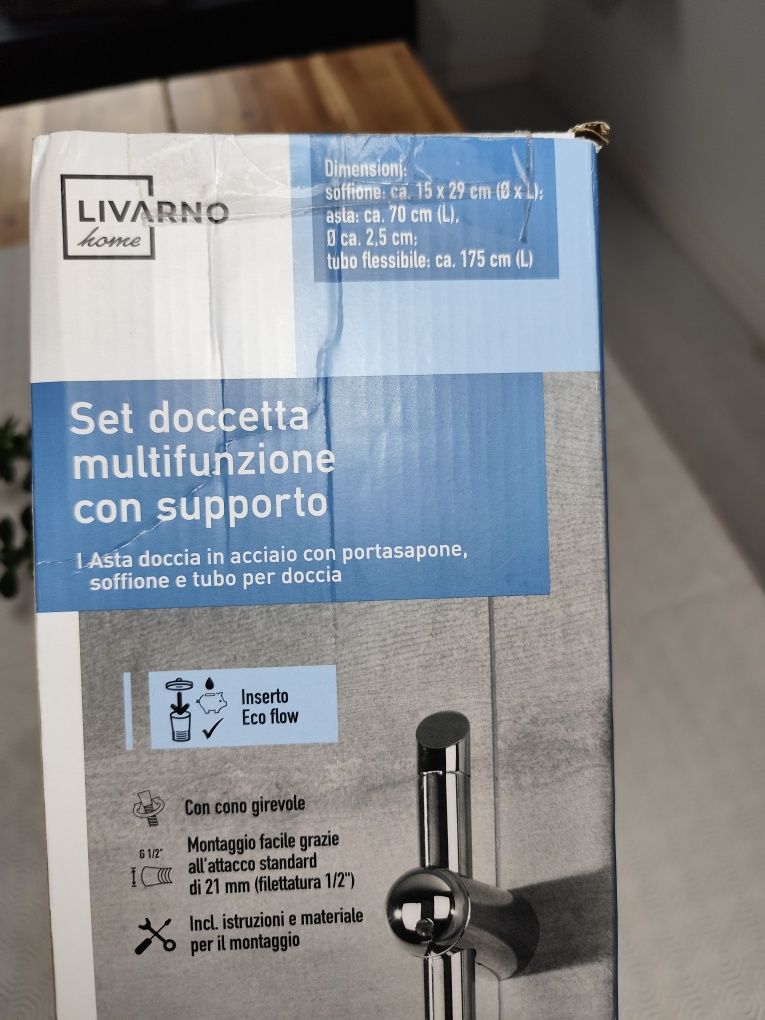 LIVARNO
home
Dimensioni:
soffione: ca. 15 x 29 cm (Ø x L);
asta: ca. 70 cm (L),
Ø ca. 2,5 cm;
tubo flessibile: ca. 175 cm (L)
Set doccetta
multifunzione
con supporto
| Asta doccia in acciaio con portasapone,
soffione e tubo per doccia
Inserto
Eco flow
Con cono girevole
G 1/2"
Montaggio facile grazie
all'attacco standard
di 21 mm (filettatura 1/2")
Incl. istruzioni e materiale
per il montaggio